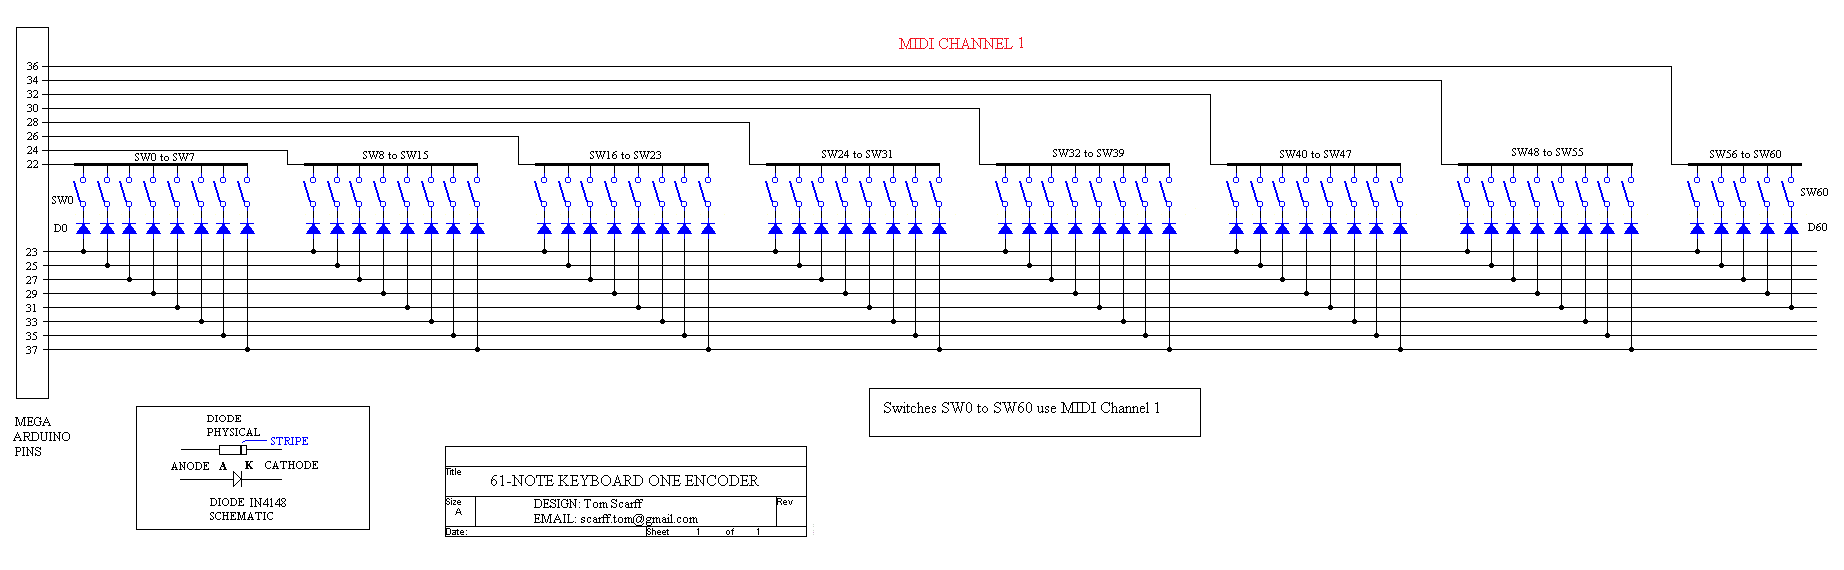 MIDI CHANNEL 1
36
34
32
30
28
26
24
22
SW0 to SW7
SW8 to SW15
SW16 to SW23
SW24 to SW31
SW32 to SW39
SW40 to SW47
SW48 to SW55
SW56 to SW60
SW0
SW60
D0
D60
23
25
27
29
31
33
35
37
MEGA
ARDUINO
PINS
Switches SW0 to SW60 use MIDI Channel 1
DIODE
PHYSICAL
STRIPE
ANODE A K CATHODE
DIODE IN4148
SCHEMATIC
Title
61-NOTE KEYBOARD ONE ENCODER
Size
A
DESIGN: Tom Scarff
EMAIL: scarff.tom@gmail.com
Rev
Date:
Sheet 1 of 1